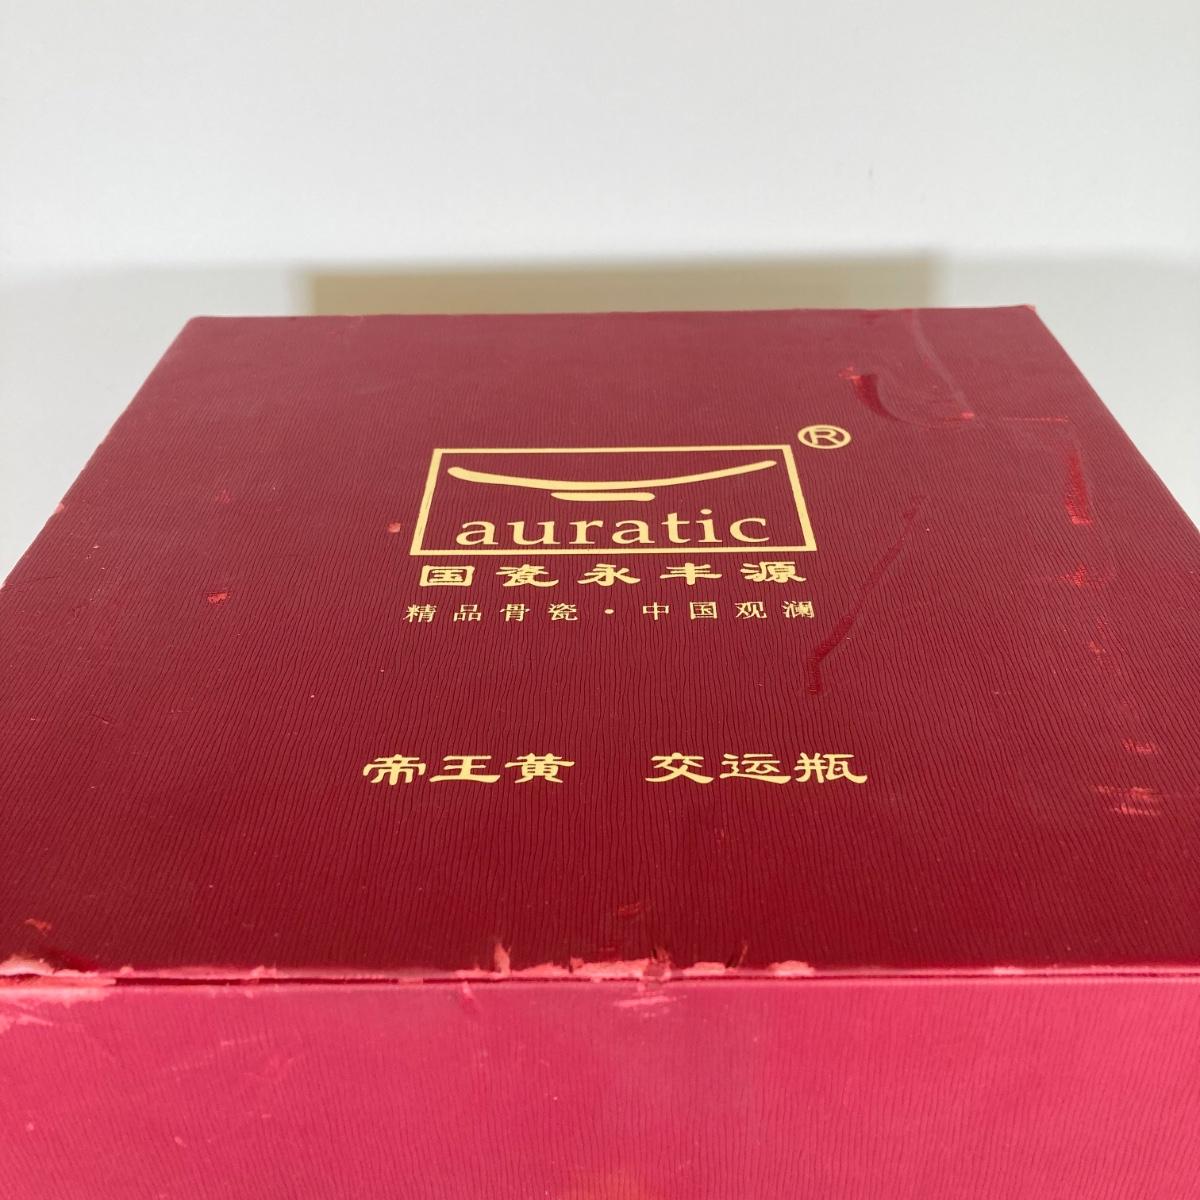 ®
auratic
国瓷永丰源
精品骨瓷·中国观澜
帝王黄 交运瓶